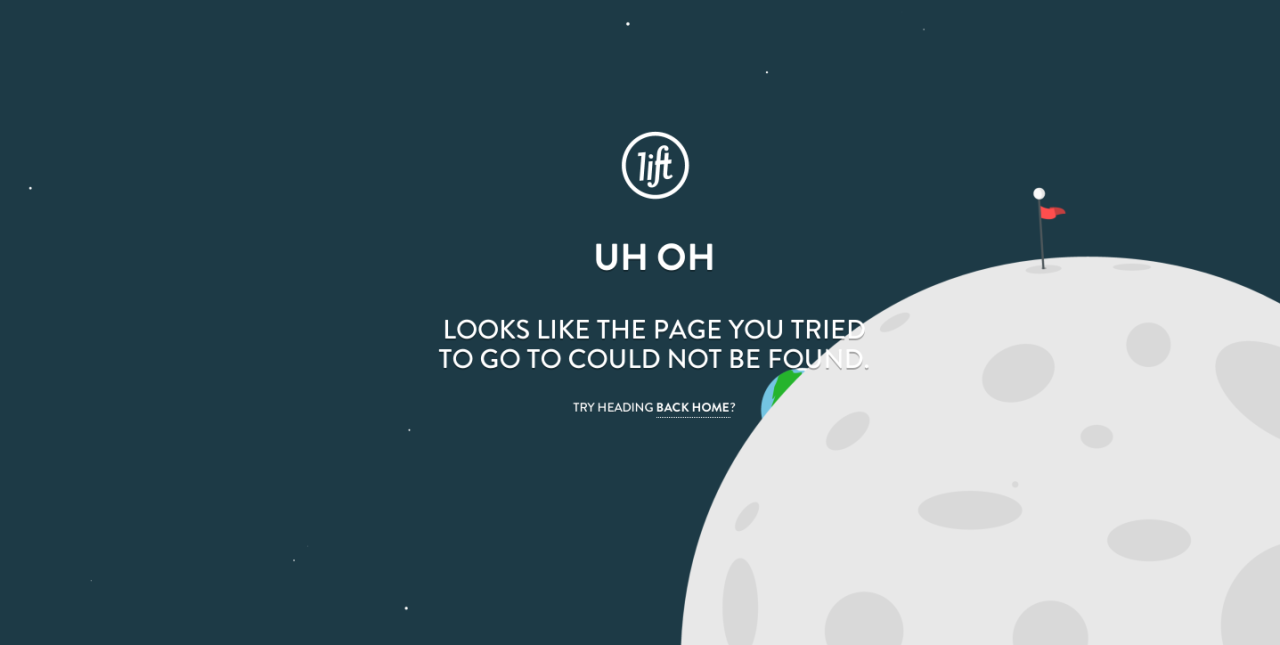 lift
UH OH
LOOKS LIKE THE PAGE YOU TRIED
TO GO TO COULD NOT BE FOUND.
TRY HEADING BACK HOME?